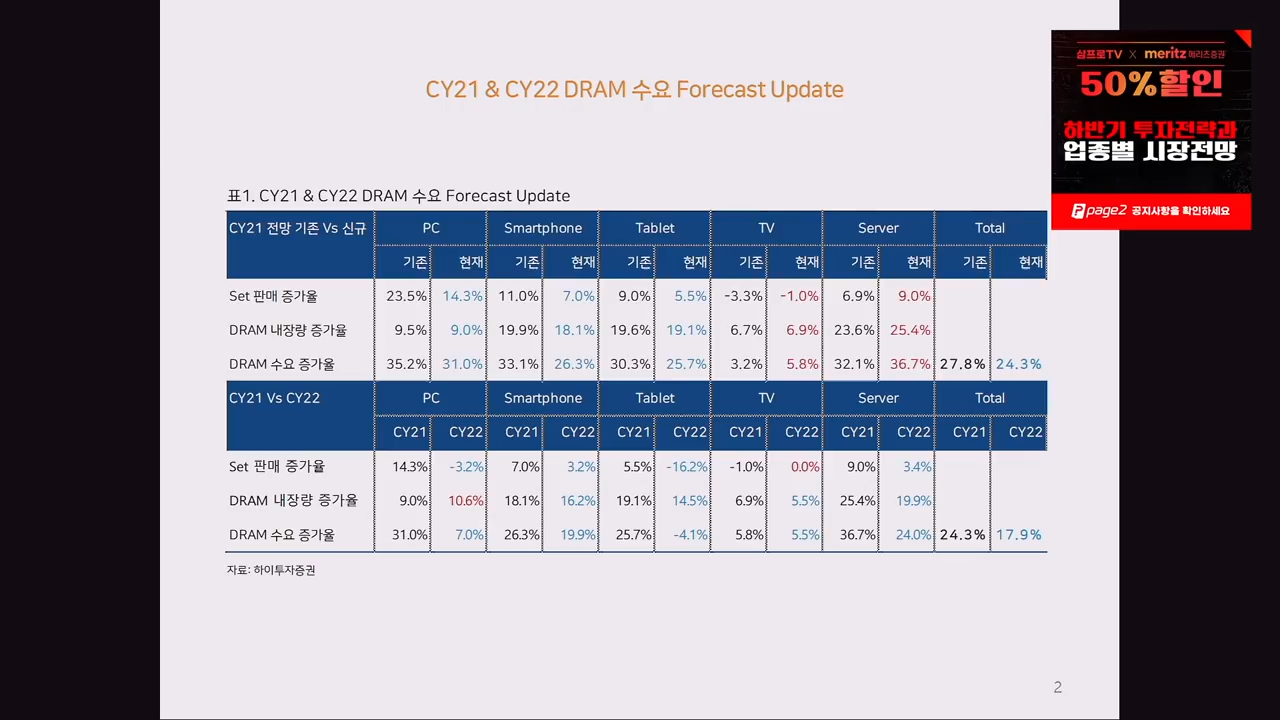 CY21 & CY22 DRAM 수요 Forecast Update
삼프로TV X meritz 메리츠증권
50%할인
하반기 투자전략과
업종별 시장전망
page2 공지사항을 확인하세요
표1. CY21 & CY22 DRAM 수요 Forecast Update
CY21 전망 기존 Vs 신규 PC Smartphone Tablet TV Server Total
기존 현재 기존 현재 기존 현재 기존 현재 기존 현재 기존 현재
Set 판매 증가율 23.5% 14.3% 11.0% 7.0% 9.0% 5.5% -3.3% -1.0% 6.9% 9.0%
DRAM 내장량 증가율 9.5% 9.0% 19.9% 18.1% 19.6% 19.1% 6.7% 6.9% 23.6% 25.4%
DRAM 수요 증가율 35.2% 31.0% 33.1% 26.3% 30.3% 25.7% 3.2% 5.8% 32.1% 36.7% 27.8% 24.3%
CY21 Vs CY22 PC Smartphone Tablet TV Server Total
CY21 CY22 CY21 CY22 CY21 CY22 CY21 CY22 CY21 CY22 CY21 CY22
Set 판매 증가율 14.3% -3.2% 7.0% 3.2% 5.5% -16.2% -1.0% 0.0% 9.0% 3.4%
DRAM 내장량 증가율 9.0% 10.6% 18.1% 16.2% 19.1% 14.5% 6.9% 5.5% 25.4% 19.9%
DRAM 수요 증가율 31.0% 7.0% 26.3% 19.9% 25.7% -4.1% 5.8% 5.5% 36.7% 24.0% 24.3% 17.9%
자료: 하이투자증권
2